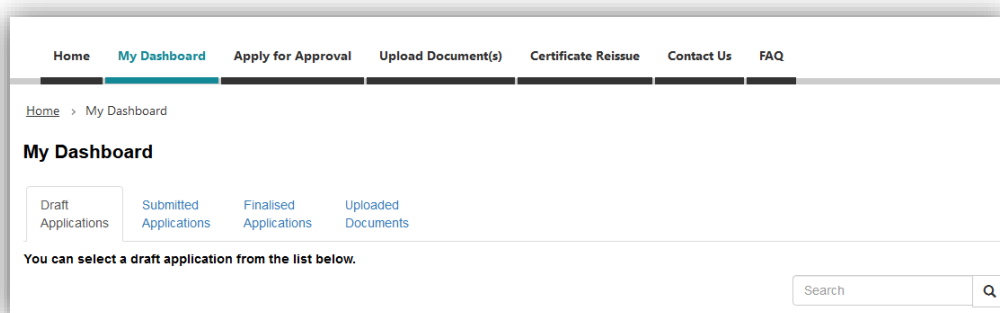 Home My Dashboard Apply for Approval Upload Document(s) Certificate Reissue Contact Us FAQ
Home > My Dashboard
My Dashboard
Draft Applications
Submitted Applications
Finalised Applications
Uploaded Documents
You can select a draft application from the list below.
Search